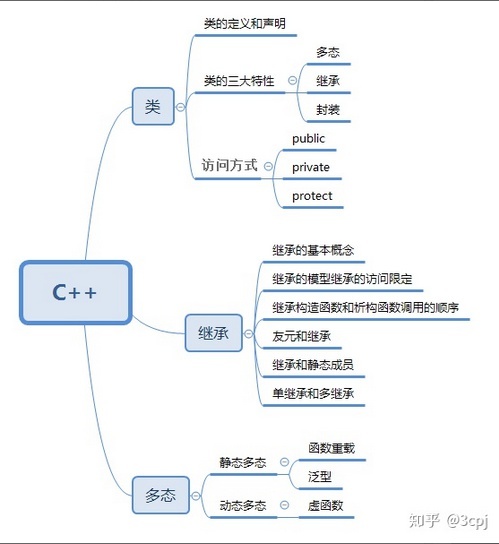 类的定义和声明
多态
类的三大特性
继承
封装
类
public
访问方式
private
protect
C++
继承的基本概念
继承的模型继承的访问限定
继承构造函数和析构函数调用的顺序
继承
友元和继承
继承和静态成员
单继承和多继承
函数重载
静态多态
泛型
多态
动态多态
虚函数
知乎 @3cpj